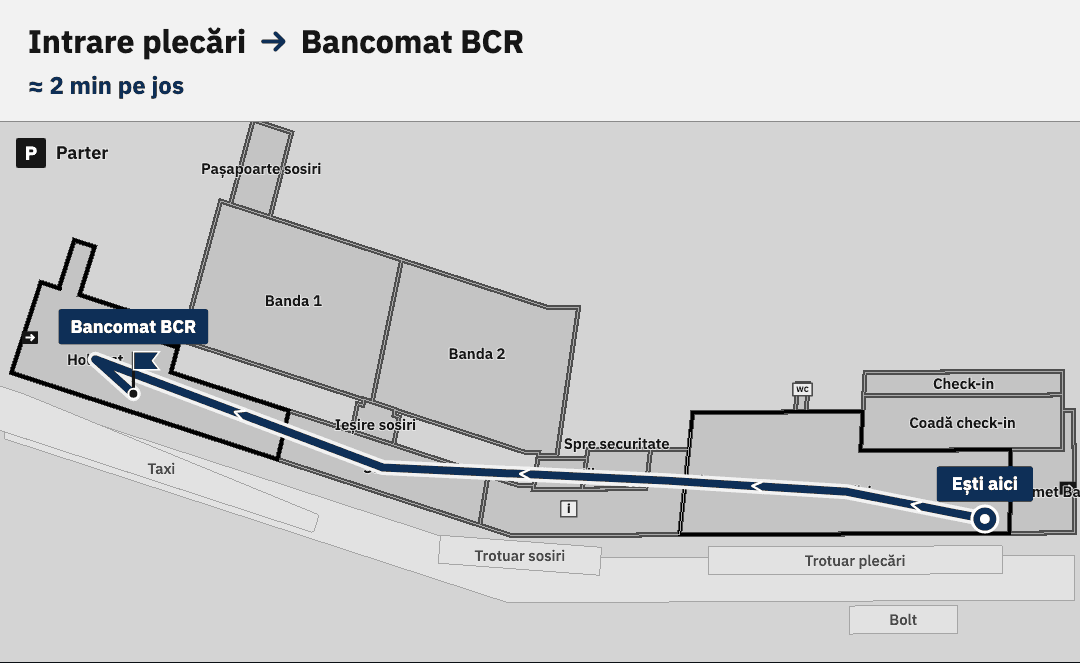 Intrare plecări → Bancomat BCR
≈ 2 min pe jos
P Parter
Pașapoarte sosiri
Banda 1
Bancomat BCR
Banda 2
Check-in
WC
Coadă check-in
Ieșire sosiri
Spre securitate
Taxi
Ești aici
i
Trotuar sosiri
Trotuar plecări
Bolt